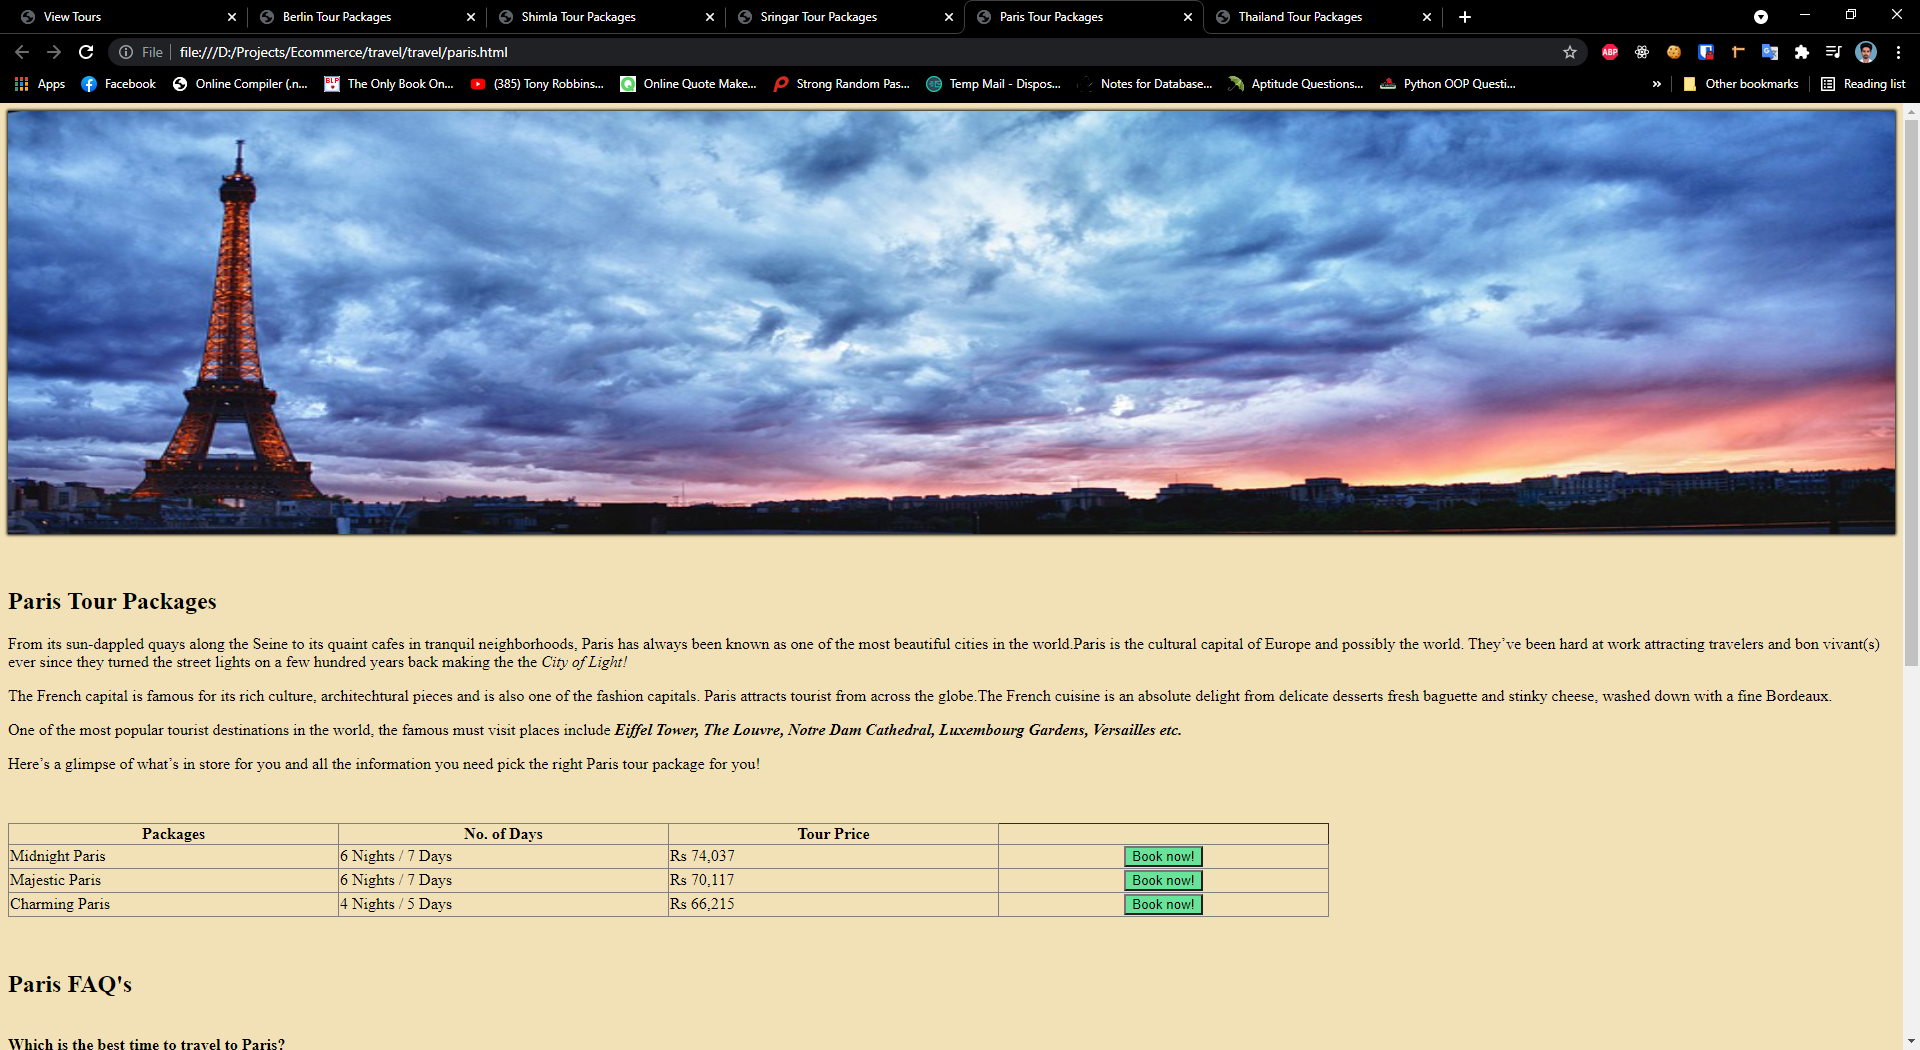 View Tours
Berlin Tour Packages
Shimla Tour Packages
Sringar Tour Packages
Paris Tour Packages
Thailand Tour Packages
File
file:///D:/Projects/Ecommerce/travel/travel/paris.html
ABP
Apps
Facebook
Online Compiler (.n...
BLP
The Only Book On...
(385) Tony Robbins...
Online Quote Make...
Strong Random Pas...
Temp Mail - Dispos...
Notes for Database...
Aptitude Questions...
Python OOP Questi...
»
Other bookmarks
Reading list
Paris Tour Packages
From its sun-dappled quays along the Seine to its quaint cafes in tranquil neighborhoods, Paris has always been known as one of the most beautiful cities in the world.Paris is the cultural capital of Europe and possibly the world. They’ve been hard at work attracting travelers and bon vivant(s)
ever since they turned the street lights on a few hundred years back making the the City of Light!
The French capital is famous for its rich culture, architechtural pieces and is also one of the fashion capitals. Paris attracts tourist from across the globe.The French cuisine is an absolute delight from delicate desserts fresh baguette and stinky cheese, washed down with a fine Bordeaux.
One of the most popular tourist destinations in the world, the famous must visit places include Eiffel Tower, The Louvre, Notre Dam Cathedral, Luxembourg Gardens, Versailles etc.
Here’s a glimpse of what’s in store for you and all the information you need pick the right Paris tour package for you!
Packages No. of Days Tour Price
Midnight Paris 6 Nights / 7 Days Rs 74,037 Book now!
Majestic Paris 6 Nights / 7 Days Rs 70,117 Book now!
Charming Paris 4 Nights / 5 Days Rs 66,215 Book now!
Paris FAQ's
Which is the best time to travel to Paris?